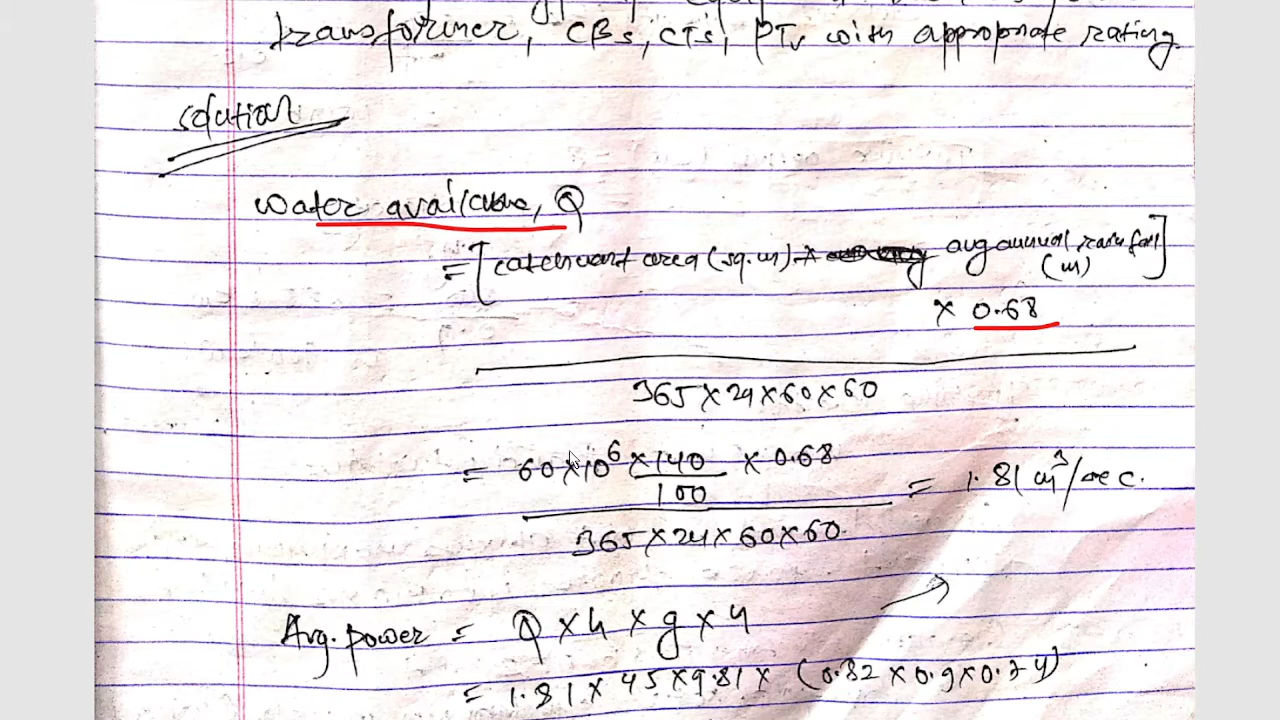 transformer, CBs, CTs, PTs with appropriate rating.
solution
water available, Q
= [catchment area (sq.m) × avg annual rainfall (m)]
× 0.68
365×24×60×60
= 60×10⁶ × 140 × 0.68
100
= 1.81 m³/sec.
365×24×60×60.
Avg. power = Q × h × g × η
= 1.81 × 45 × 9.81 × (0.82 × 0.9 ×